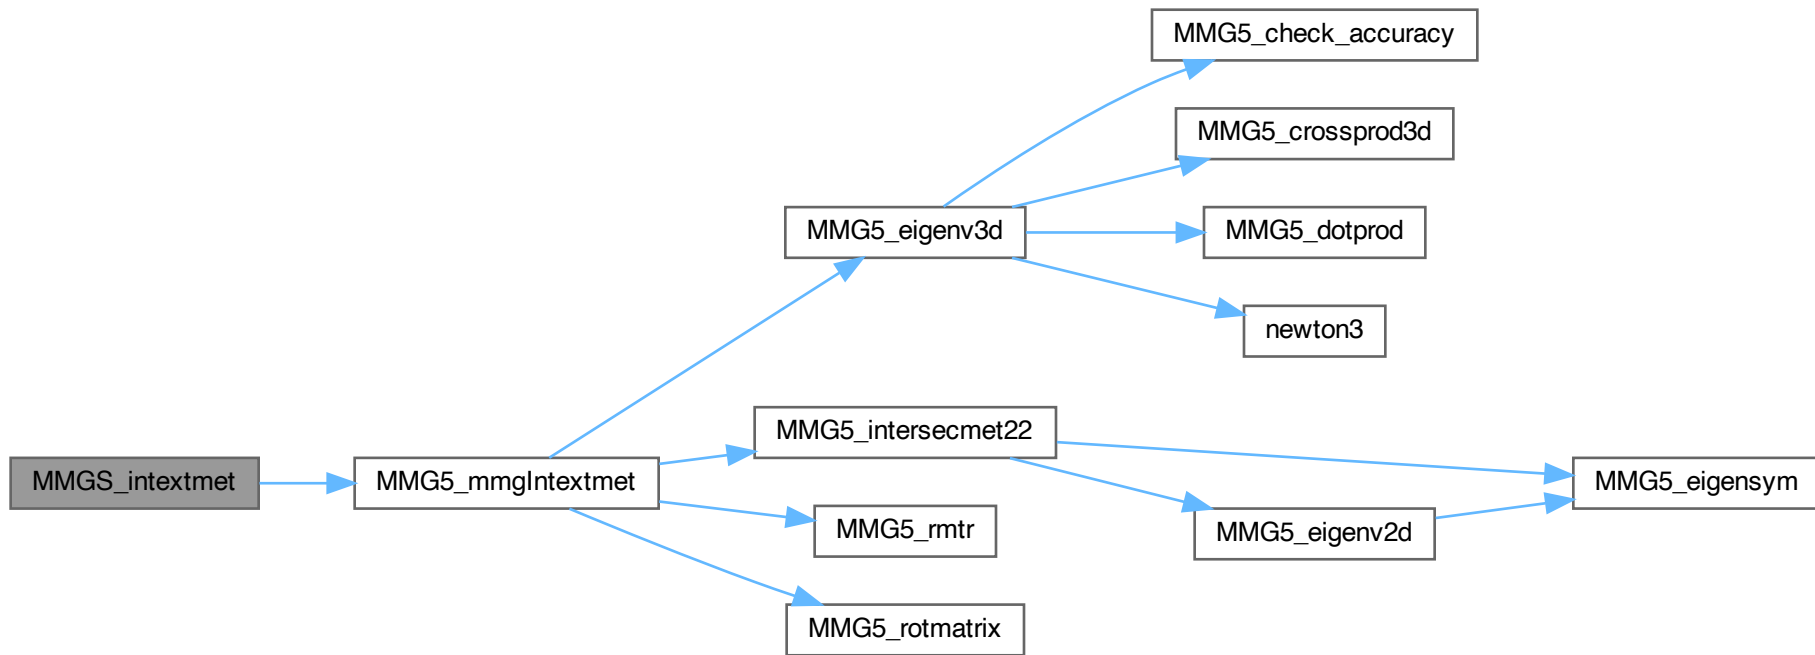 MMG5_check_accuracy
MMG5_crossprod3d
MMG5_eigenv3d
MMG5_dotprod
newton3
MMG5_intersecmet22
MMGS_intextmet
MMG5_mmgIntextmet
MMG5_eigensym
MMG5_rmtr
MMG5_eigenv2d
MMG5_rotmatrix